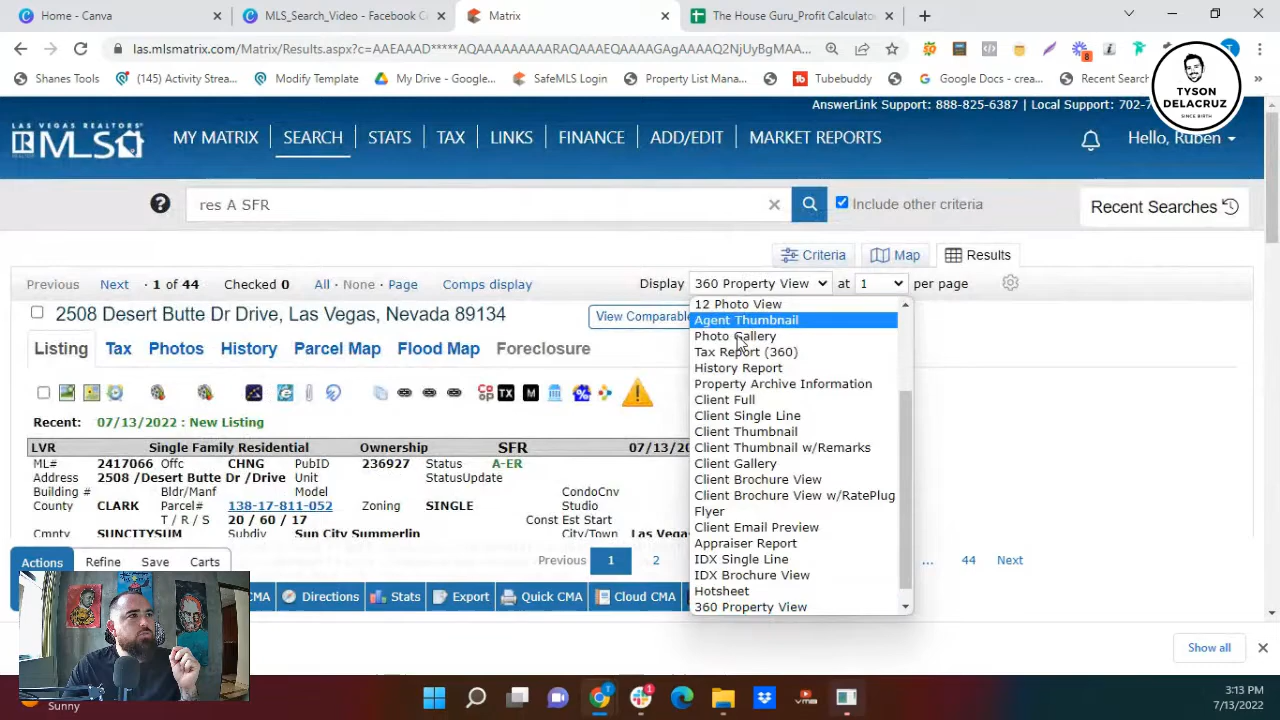 Home - Canva
MLS_Search_Video - Facebook C
Matrix
The House Guru_Profit Calculator
las.mlsmatrix.com/Matrix/Results.aspx?c=AAEAAAD*****AQAAAAAAAAARAQAAAEQAAAAGAgAAAAQ2NjUyBgMAA...
Shanes Tools
(145) Activity Strea...
Modify Template
My Drive - Google...
SafeMLS Login
Property List Mana...
Tubebuddy
Google Docs - crea...
Recent Search
TYSON
DELACRUZ
SINCE BIRTH
AnswerLink Support: 888-825-6387 | Local Support: 702-7
LAS VEGAS REALTORS
MLS
MY MATRIX
SEARCH
STATS
TAX
LINKS
FINANCE
ADD/EDIT
MARKET REPORTS
Hello, Ruben
res A SFR
Include other criteria
Recent Searches
Criteria
Map
Results
Previous Next · 1 of 44 Checked 0 All · None · Page Comps display
Display 360 Property View at 1 per page
2508 Desert Butte Dr Drive, Las Vegas, Nevada 89134
View Comparable
Listing Tax Photos History Parcel Map Flood Map Foreclosure
12 Photo View
Agent Thumbnail
Photo Gallery
Tax Report (360)
History Report
Property Archive Information
Client Full
Client Single Line
Client Thumbnail
Client Thumbnail w/Remarks
Client Gallery
Client Brochure View
Client Brochure View w/RatePlug
Flyer
Client Email Preview
Appraiser Report
IDX Single Line
IDX Brochure View
Hotsheet
360 Property View
Recent: 07/13/2022 : New Listing
LVR Single Family Residential Ownership SFR 07/13/20
ML# 2417066 Offc CHNG PubID 236927 Status A-ER
Address 2508 /Desert Butte Dr /Drive Unit StatusUpdate
Building # Bldr/Manf Model CondoCnv
County CLARK Parcel# 138-17-811-052 Zoning SINGLE Studio
T / R / S 20 / 60 / 17 Const Est Start
Cmnty SUNCITYSUM Subdiv Sun City Summerlin City/Town Las Vegas
Actions Refine Save Carts
Previous 1 2 ... 44 Next
CMA Directions Stats Export Quick CMA Cloud CMA
Show all
Sunny
3:13 PM
7/13/2022